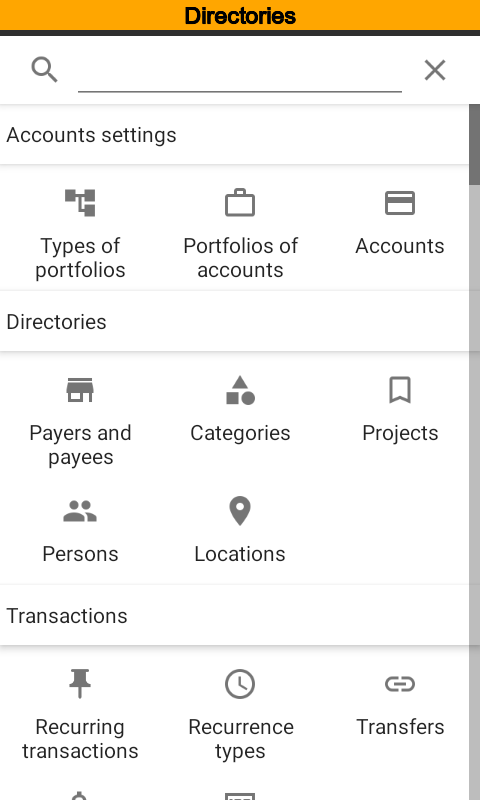 Directories
Accounts settings
Types of portfolios
Portfolios of accounts
Accounts
Directories
Payers and payees
Categories
Projects
Persons
Locations
Transactions
Recurring transactions
Recurrence types
Transfers